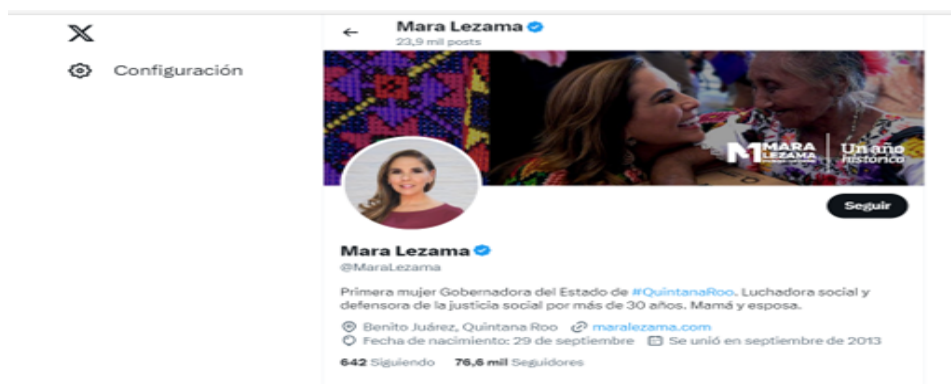 Mara Lezama
23,9 mil posts
Configuración
MARA LEZAMA
Un año histórico
Seguir
Mara Lezama
@MaraLezama
Primera mujer Gobernadora del Estado de #QuintanaRoo. Luchadora social y
defensora de la justicia social por más de 30 años. Mamá y esposa.
Benito Juárez, Quintana Roo maralezama.com
Fecha de nacimiento: 29 de septiembre Se unió en septiembre de 2013
642 Siguiendo 76,6 mil Seguidores